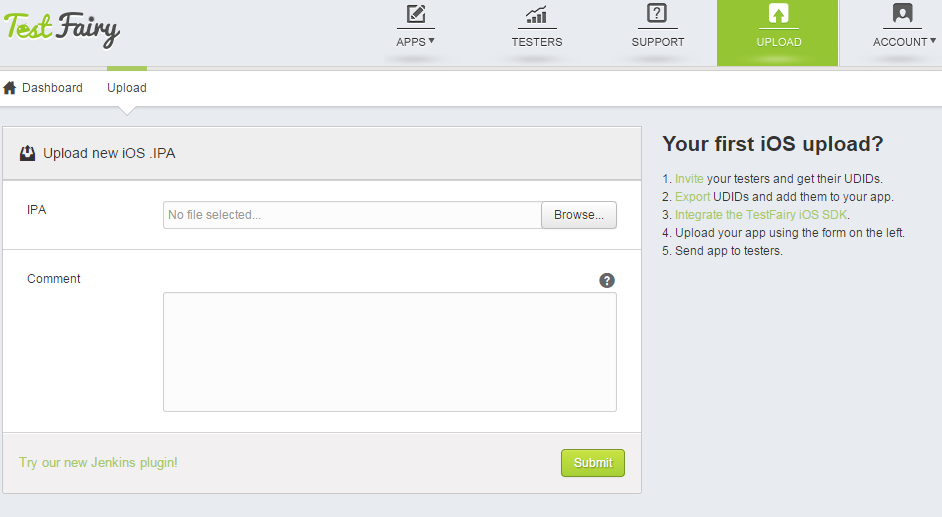 Test Fairy
APPS
TESTERS
SUPPORT
UPLOAD
ACCOUNT
Dashboard
Upload
Upload new iOS .IPA
IPA
No file selected...
Browse...
Comment
?
Try our new Jenkins plugin!
Submit
Your first iOS upload?
1. Invite your testers and get their UDIDs.
2. Export UDIDs and add them to your app.
3. Integrate the TestFairy iOS SDK.
4. Upload your app using the form on the left.
5. Send app to testers.